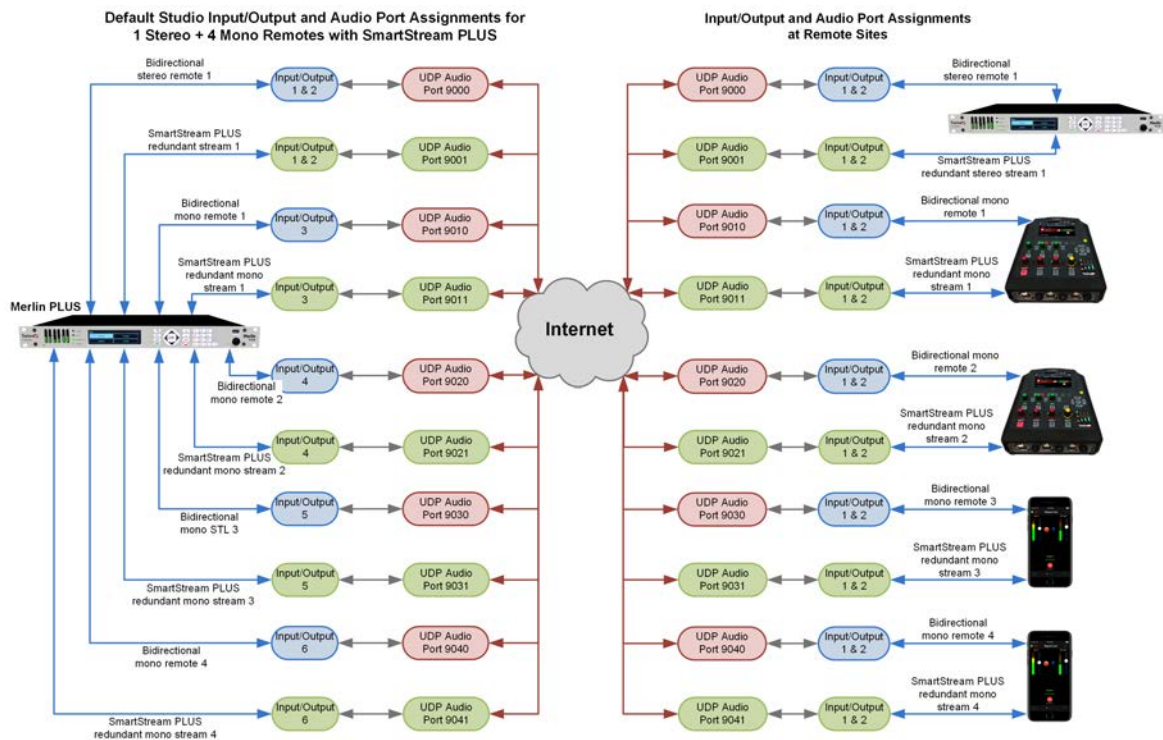 Default Studio Input/Output and Audio Port Assignments for
1 Stereo + 4 Mono Remotes with SmartStream PLUS
Bidirectional
stereo remote 1
Input/Output
1 & 2
UDP Audio
Port 9000
SmartStream PLUS
redundant stream 1
Input/Output
1 & 2
UDP Audio
Port 9001
Bidirectional
mono remote 1
Input/Output
3
UDP Audio
Port 9010
SmartStream PLUS
redundant mono
stream 1
Input/Output
3
UDP Audio
Port 9011
Merlin PLUS
Bidirectional
mono remote 2
Input/Output
4
UDP Audio
Port 9020
SmartStream PLUS
redundant mono stream 2
Input/Output
4
UDP Audio
Port 9021
Bidirectional
mono STL 3
Input/Output
5
UDP Audio
Port 9030
SmartStream PLUS
redundant mono stream 3
Input/Output
5
UDP Audio
Port 9031
Bidirectional
mono remote 4
Input/Output
6
UDP Audio
Port 9040
SmartStream PLUS
redundant mono stream 4
Input/Output
6
UDP Audio
Port 9041
Internet
Input/Output and Audio Port Assignments
at Remote Sites
UDP Audio
Port 9000
Input/Output
1 & 2
Bidirectional
stereo remote 1
UDP Audio
Port 9001
Input/Output
1 & 2
SmartStream PLUS
redundant stereo stream 1
UDP Audio
Port 9010
Input/Output
1 & 2
Bidirectional mono
remote 1
UDP Audio
Port 9011
Input/Output
1 & 2
SmartStream PLUS
redundant mono
stream 1
UDP Audio
Port 9020
Input/Output
1 & 2
Bidirectional mono
remote 2
UDP Audio
Port 9021
Input/Output
1 & 2
SmartStream PLUS
redundant mono
stream 2
UDP Audio
Port 9030
Input/Output
1 & 2
Bidirectional
mono remote 3
UDP Audio
Port 9031
Input/Output
1 & 2
SmartStream PLUS
redundant mono
stream 3
UDP Audio
Port 9040
Input/Output
1 & 2
Bidirectional
mono remote 4
UDP Audio
Port 9041
Input/Output
1 & 2
SmartStream PLUS
redundant mono
stream 4